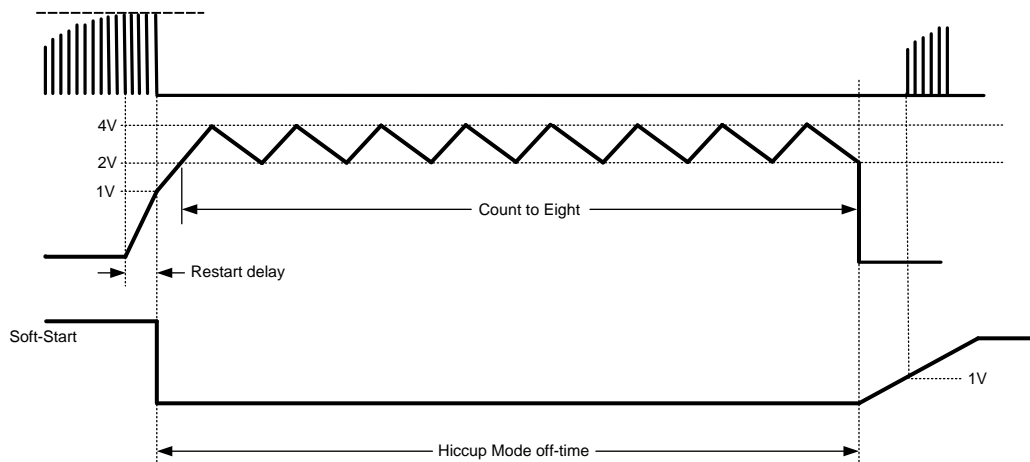 4V
2V
1V
Count to Eight
Restart delay
Soft-Start
1V
Hiccup Mode off-time